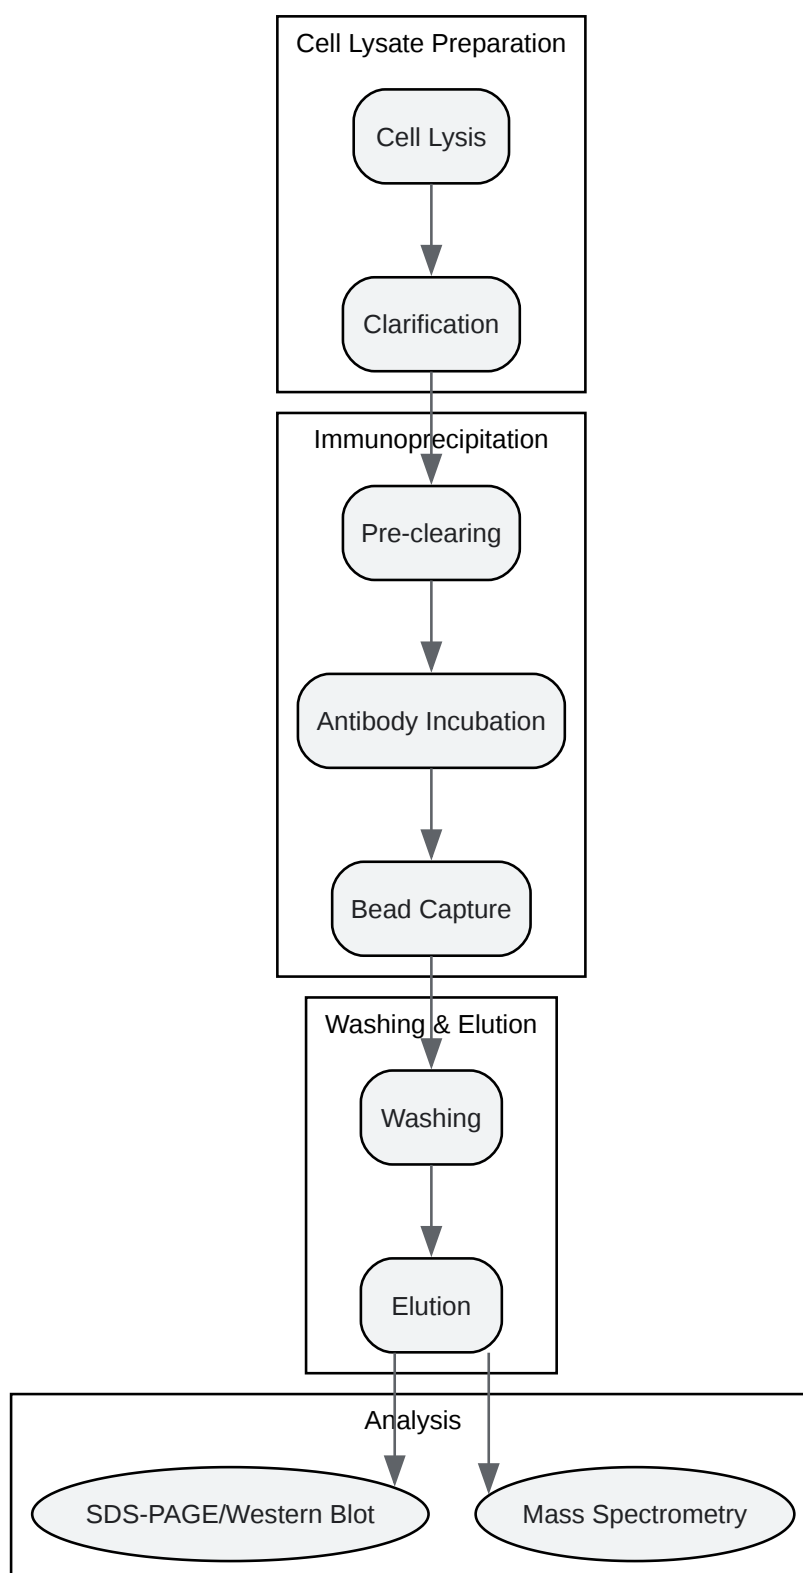 Cell Lysate Preparation
Cell Lysis
Clarification
Immunoprecipitation
Pre-clearing
Antibody Incubation
Bead Capture
Washing & Elution
Washing
Elution
Analysis
SDS-PAGE/Western Blot
Mass Spectrometry